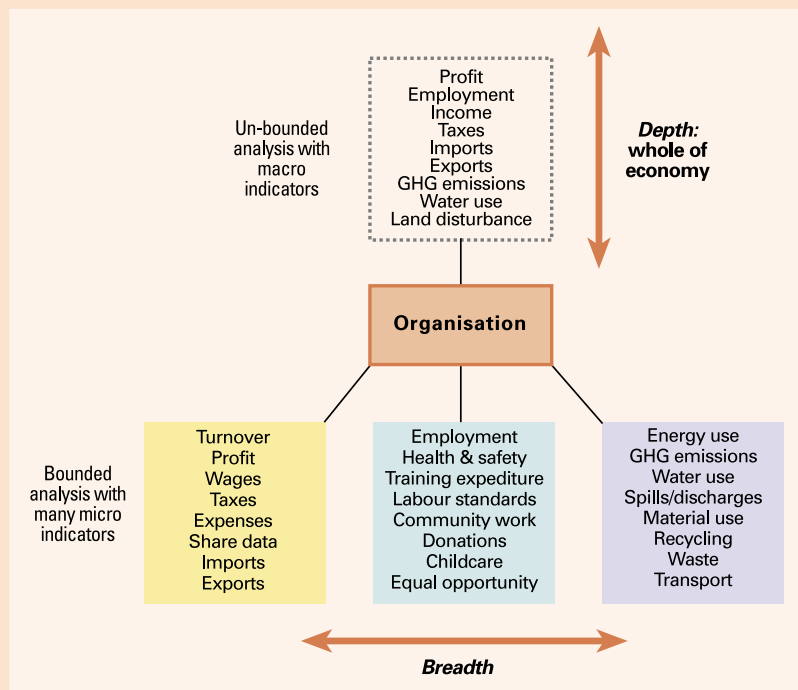 Un-bounded
analysis with
macro
indicators
Profit
Employment
Income
Taxes
Imports
Exports
GHG emissions
Water use
Land disturbance
Depth:
whole of
economy
Organisation
Bounded
analysis with
many micro
indicators
Turnover
Profit
Wages
Taxes
Expenses
Share data
Imports
Exports
Employment
Health & safety
Training expediture
Labour standards
Community work
Donations
Childcare
Equal opportunity
Energy use
GHG emissions
Water use
Spills/discharges
Material use
Recycling
Waste
Transport
Breadth